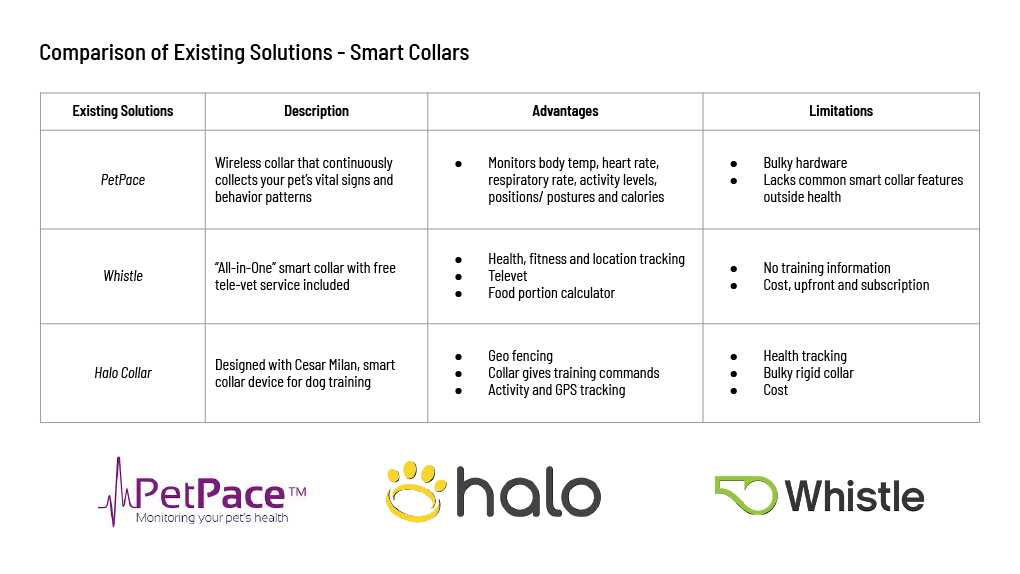 Comparison of Existing Solutions - Smart Collars
Existing Solutions
Description
Advantages
Limitations
PetPace
Wireless collar that continuously
collects your pet’s vital signs and
behavior patterns
● Monitors body temp, heart rate,
respiratory rate, activity levels,
positions/ postures and calories
● Bulky hardware
● Lacks common smart collar features
outside health
Whistle
“All-in-One” smart collar with free
tele-vet service included
● Health, fitness and location tracking
● Televet
● Food portion calculator
● No training information
● Cost, upfront and subscription
Halo Collar
Designed with Cesar Milan, smart
collar device for dog training
● Geo fencing
● Collar gives training commands
● Activity and GPS tracking
● Health tracking
● Bulky rigid collar
● Cost
PetPace™
Monitoring your pet's health
halo
Whistle